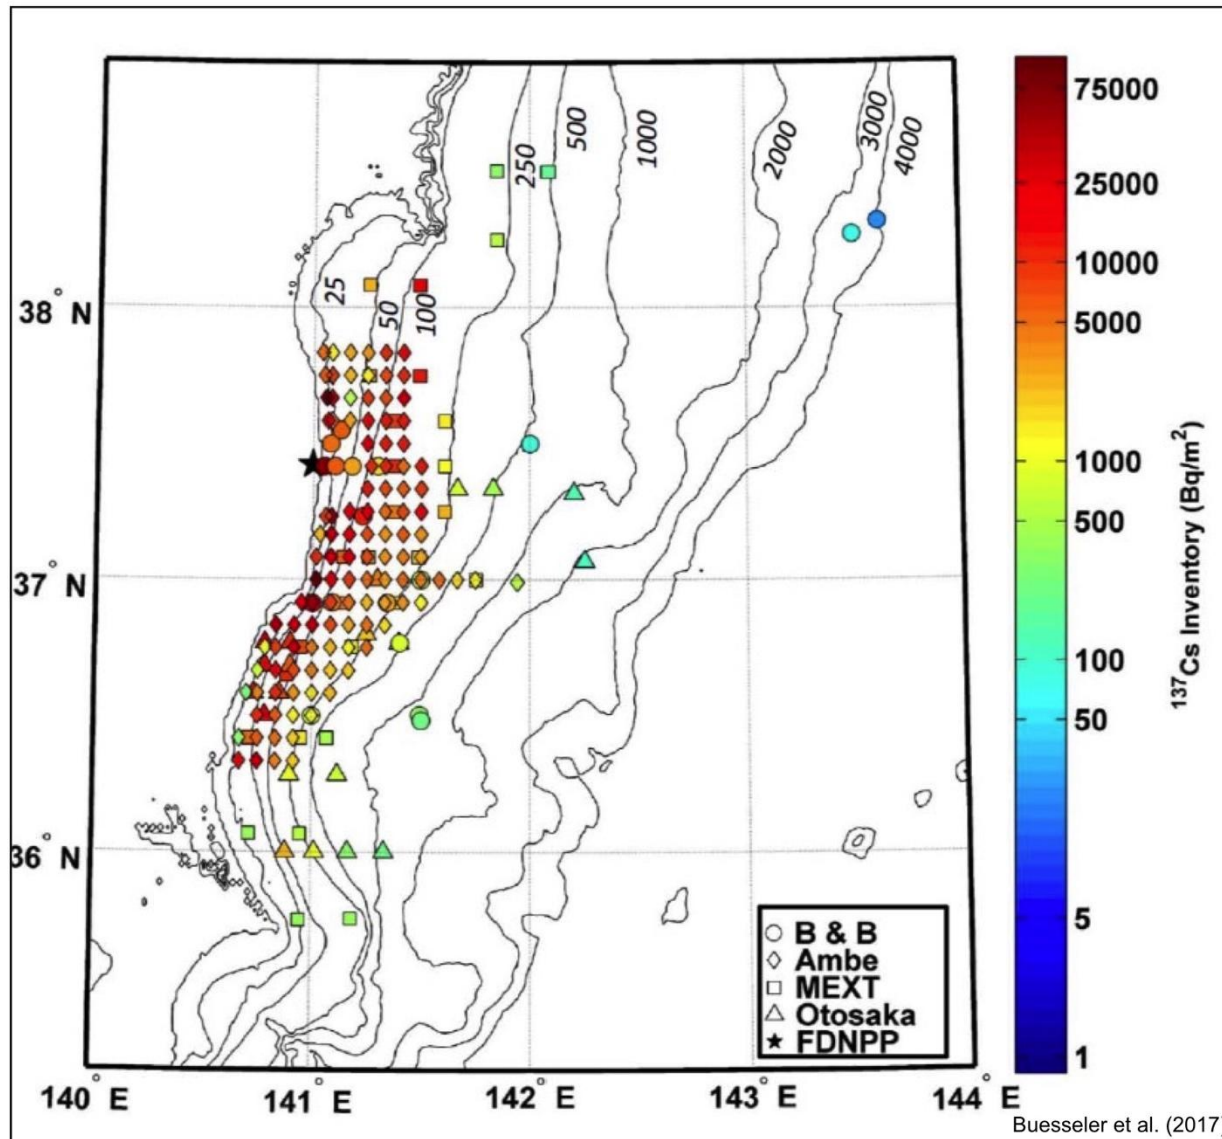 250
500
1000
2000
3000
4000
25
50
100
38° N
37° N
36° N
140° E
141° E
142° E
143° E
144° E
B & B
Ambe
MEXT
Otosaka
FDNPP
75000
25000
10000
5000
1000
500
100
50
5
1
¹³⁷Cs Inventory (Bq/m²)
Buesseler et al. (2017)